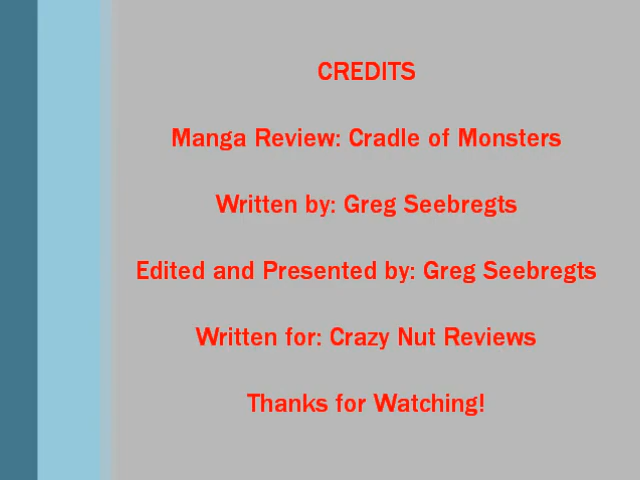 CREDITS
Manga Review: Cradle of Monsters
Written by: Greg Seebregts
Edited and Presented by: Greg Seebregts
Written for: Crazy Nut Reviews
Thanks for Watching!